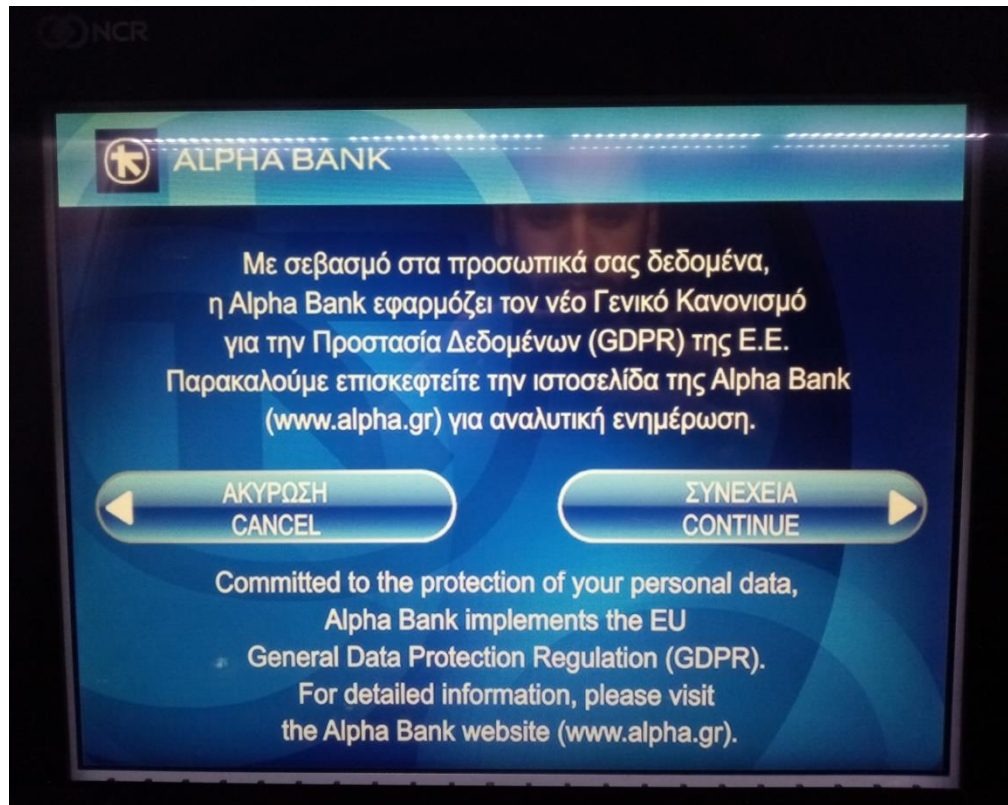 NCR
ALPHA BANK
Με σεβασμό στα προσωπικά σας δεδομένα,
η Alpha Bank εφαρμόζει τον νέο Γενικό Κανονισμό
για την Προστασία Δεδομένων (GDPR) της Ε.Ε.
Παρακαλούμε επισκεφτείτε την ιστοσελίδα της Alpha Bank
(www.alpha.gr) για αναλυτική ενημέρωση.
ΑΚΥΡΩΣΗ
CANCEL
ΣΥΝΕΧΕΙΑ
CONTINUE
Committed to the protection of your personal data,
Alpha Bank implements the EU
General Data Protection Regulation (GDPR).
For detailed information, please visit
the Alpha Bank website (www.alpha.gr).